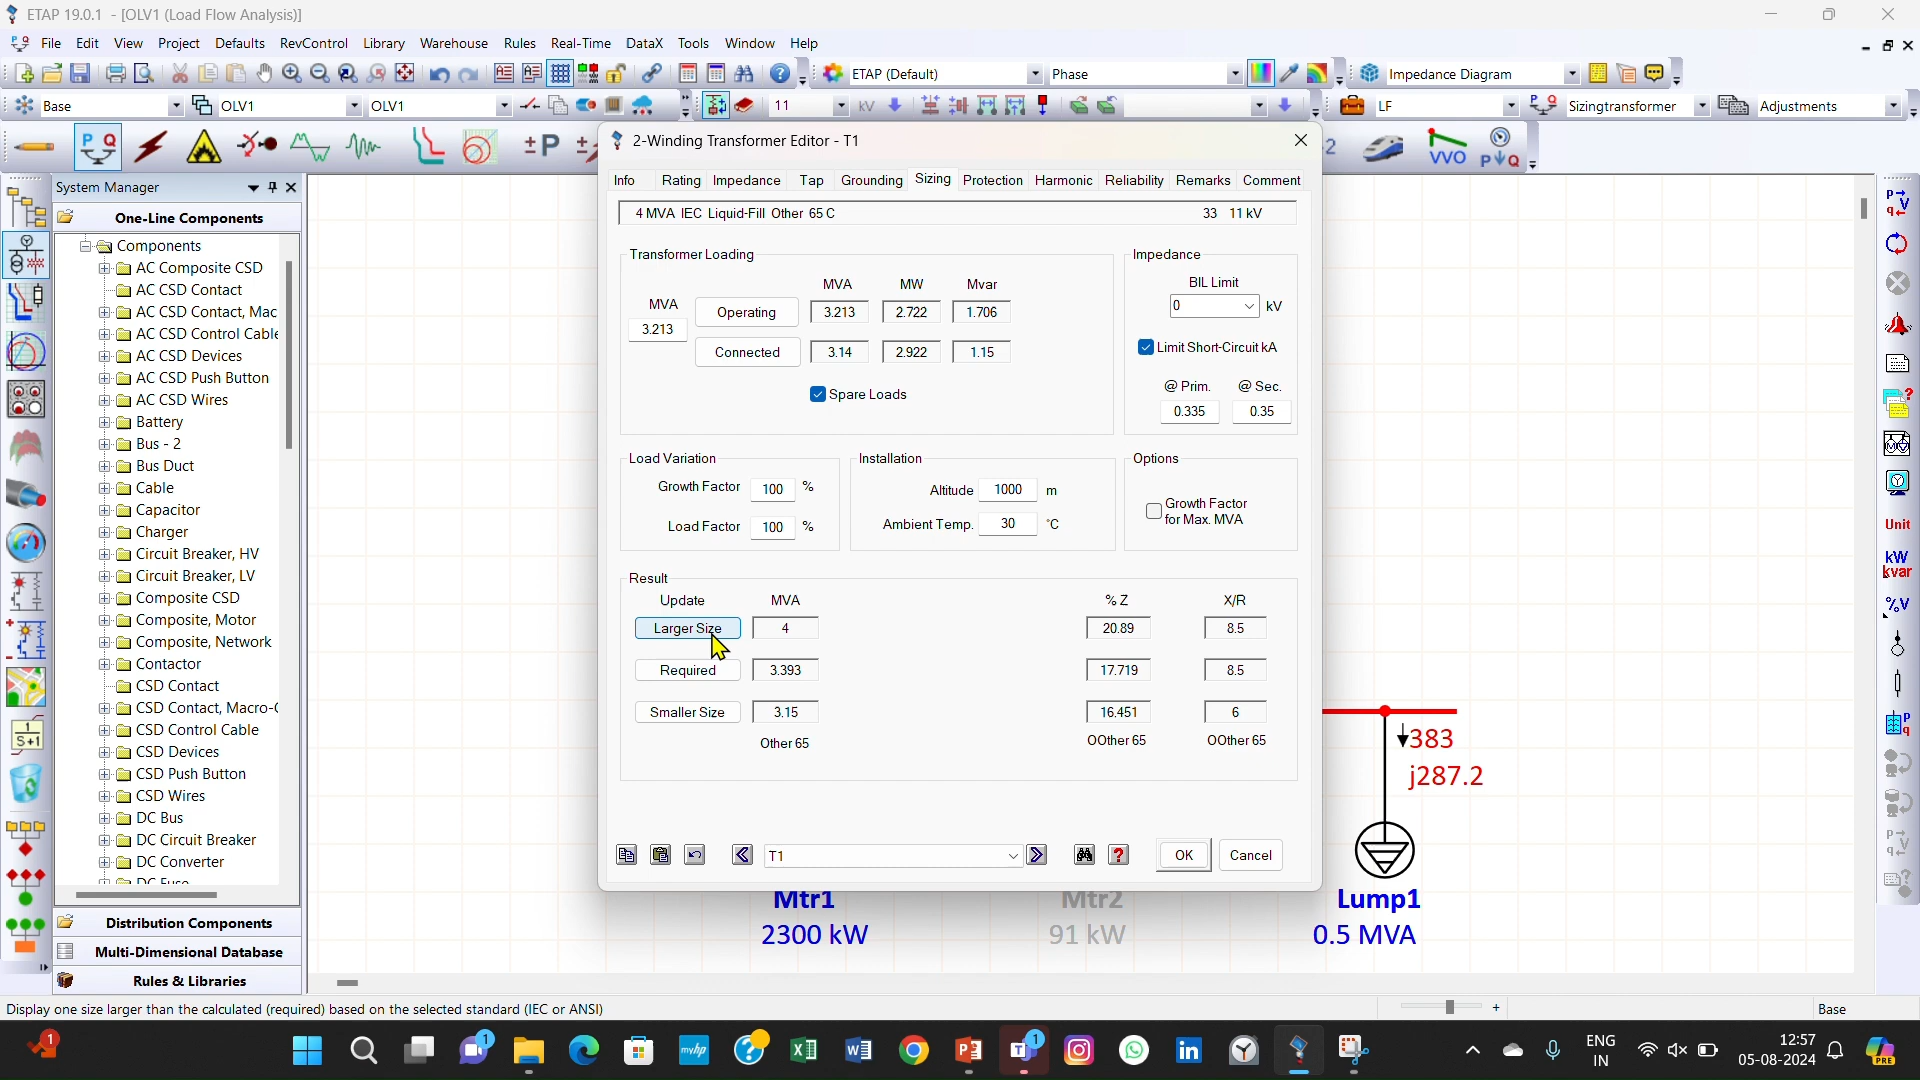 ETAP 19.0.1 - [OLV1 (Load Flow Analysis)]
File Edit View Project Defaults RevControl Library Warehouse Rules Real-Time DataX Tools Window Help
ETAP (Default) Phase Impedance Diagram
Base OLV1 OLV1 11 kV LF Sizingtransformer Adjustments
System Manager
One-Line Components
Components
AC Composite CSD
AC CSD Contact
AC CSD Contact, Mac
AC CSD Control Cable
AC CSD Devices
AC CSD Push Button
AC CSD Wires
Battery
Bus - 2
Bus Duct
Cable
Capacitor
Charger
Circuit Breaker, HV
Circuit Breaker, LV
Composite CSD
Composite, Motor
Composite, Network
Contactor
CSD Contact
CSD Contact, Macro-
CSD Control Cable
CSD Devices
CSD Push Button
CSD Wires
DC Bus
DC Circuit Breaker
DC Converter
DC Fuse
Distribution Components
Multi-Dimensional Database
Rules & Libraries
2-Winding Transformer Editor - T1
Info Rating Impedance Tap Grounding Sizing Protection Harmonic Reliability Remarks Comment
4 MVA IEC Liquid-Fill Other 65 C 33 11 kV
Transformer Loading
MVA MW Mvar
MVA
3.213
Operating 3.213 2.722 1.706
Connected 3.14 2.922 1.15
Spare Loads
Impedance
BIL Limit
0 kV
Limit Short-Circuit kA
@ Prim. @ Sec.
0.335 0.35
Load Variation
Growth Factor 100 %
Load Factor 100 %
Installation
Altitude 1000 m
Ambient Temp. 30 °C
Options
Growth Factor
for Max. MVA
Result
Update MVA % Z X/R
Larger Size 4 20.89 8.5
Required 3.393 17.719 8.5
Smaller Size 3.15 16.451 6
Other 65 OOther 65 OOther 65
T1 OK Cancel
383
j287.2
Mtr1 Mtr2 Lump1
2300 kW 91 kW 0.5 MVA
Display one size larger than the calculated (required) based on the selected standard (IEC or ANSI)
Base
ENG
IN
12:57
05-08-2024